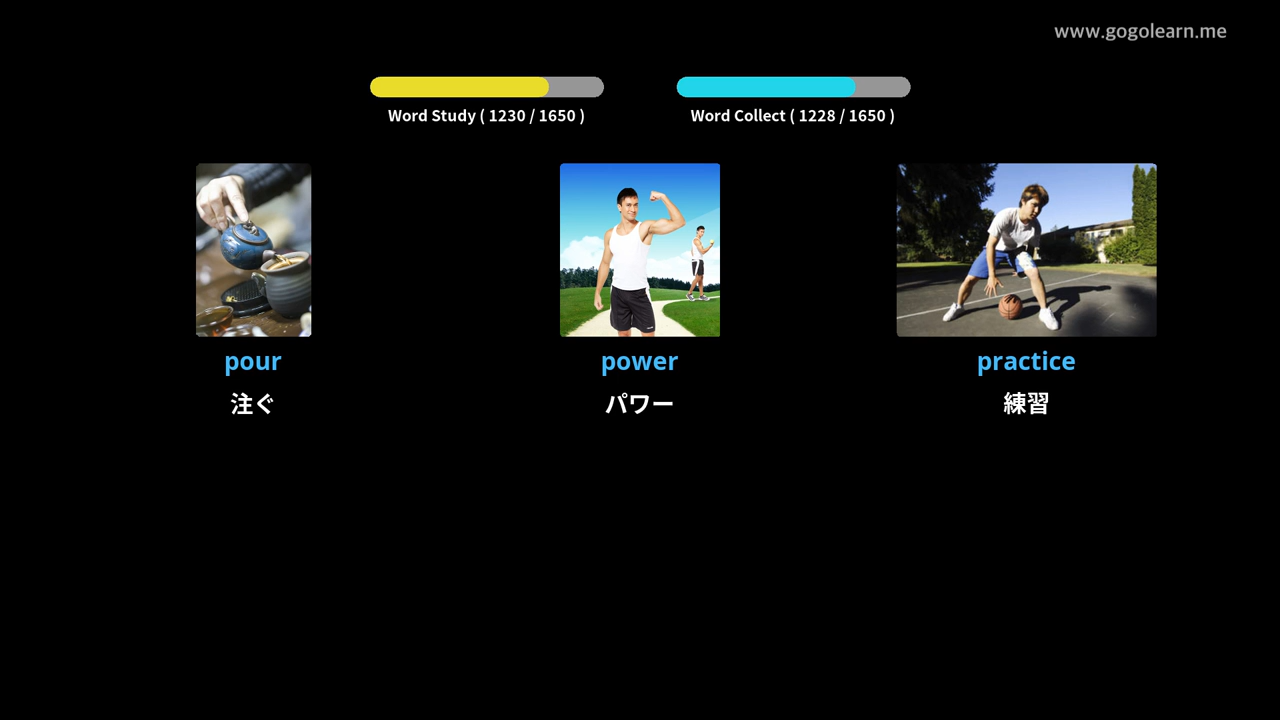 www.gogolearn.me
Word Study ( 1230 / 1650 )
Word Collect ( 1228 / 1650 )
pour
注ぐ
power
パワー
practice
練習